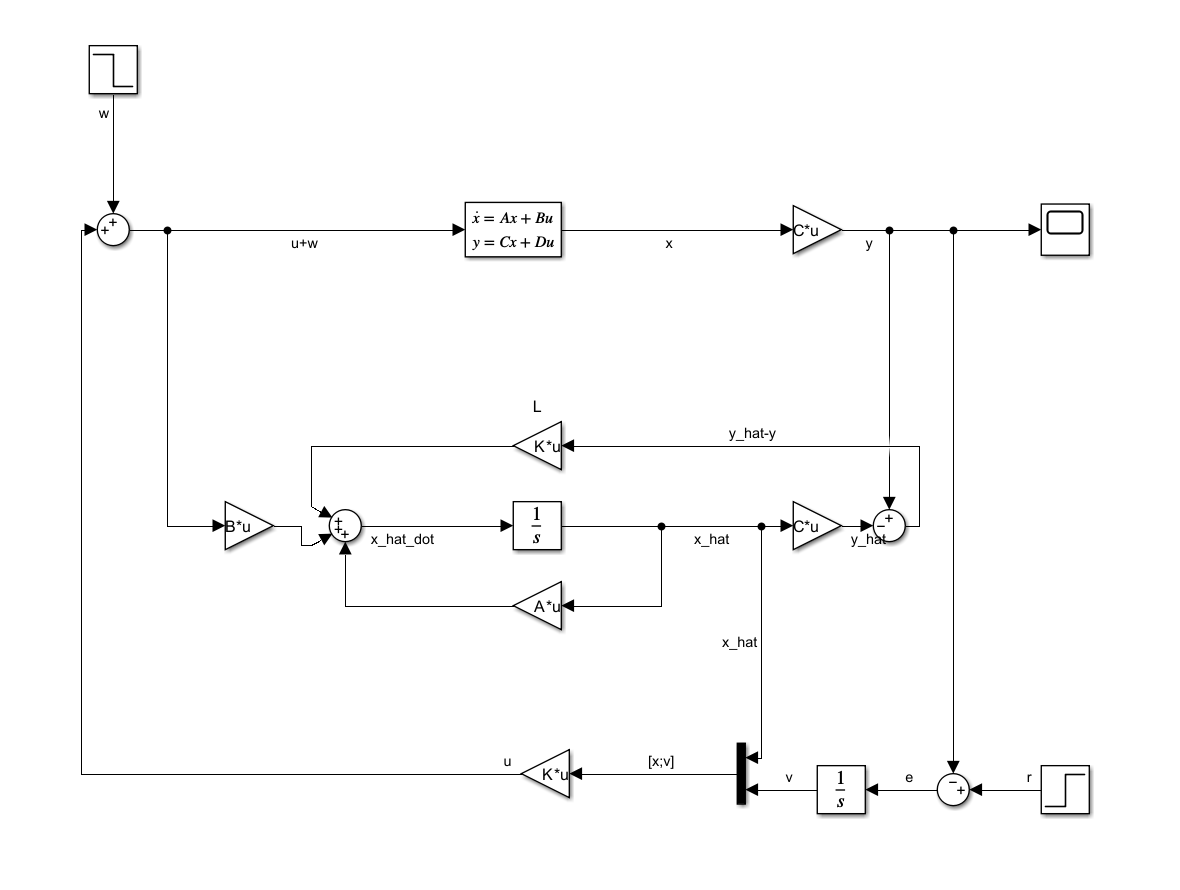 w
+
+
u+w
ẋ = Ax + Bu
y = Cx + Du
x
C*u
y
L
K*u
y_hat-y
B*u
+
+
+
x_hat_dot
1
s
x_hat
C*u
y_hat
+
−
A*u
x_hat
u
K*u
[x;v]
v
1
s
e
−
+
r